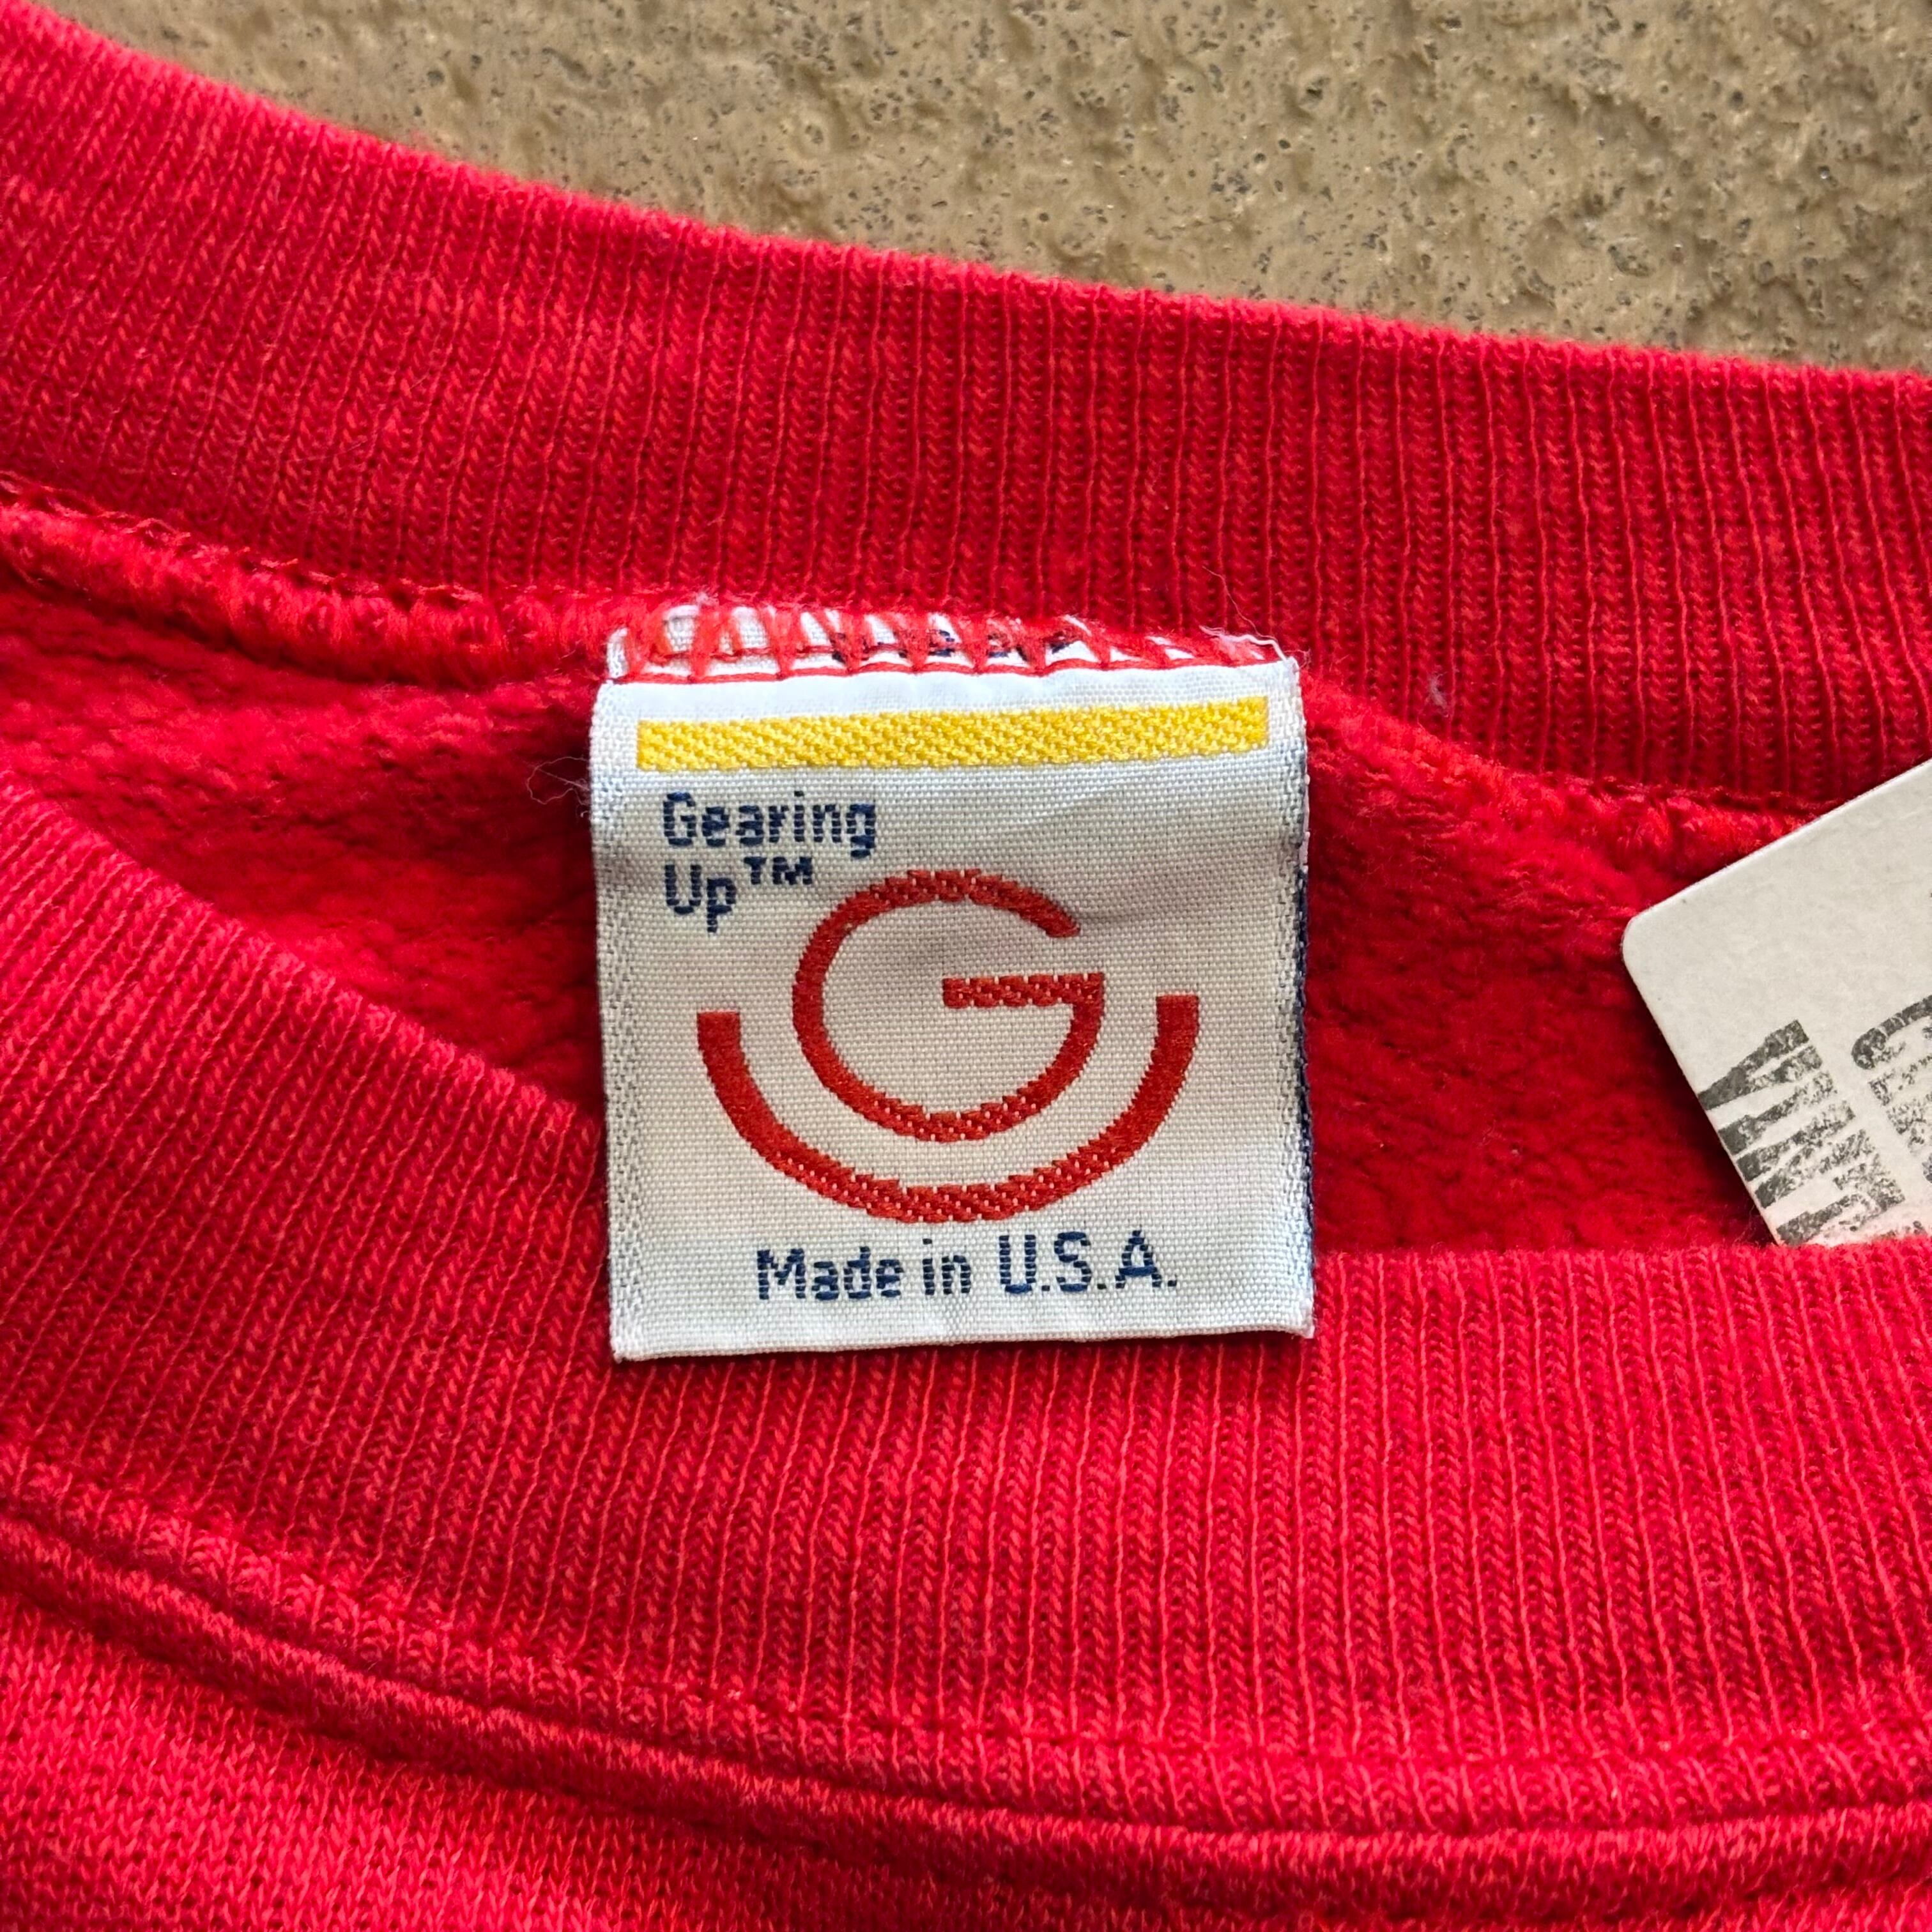 Gearing
Up™
G
Made in U.S.A.